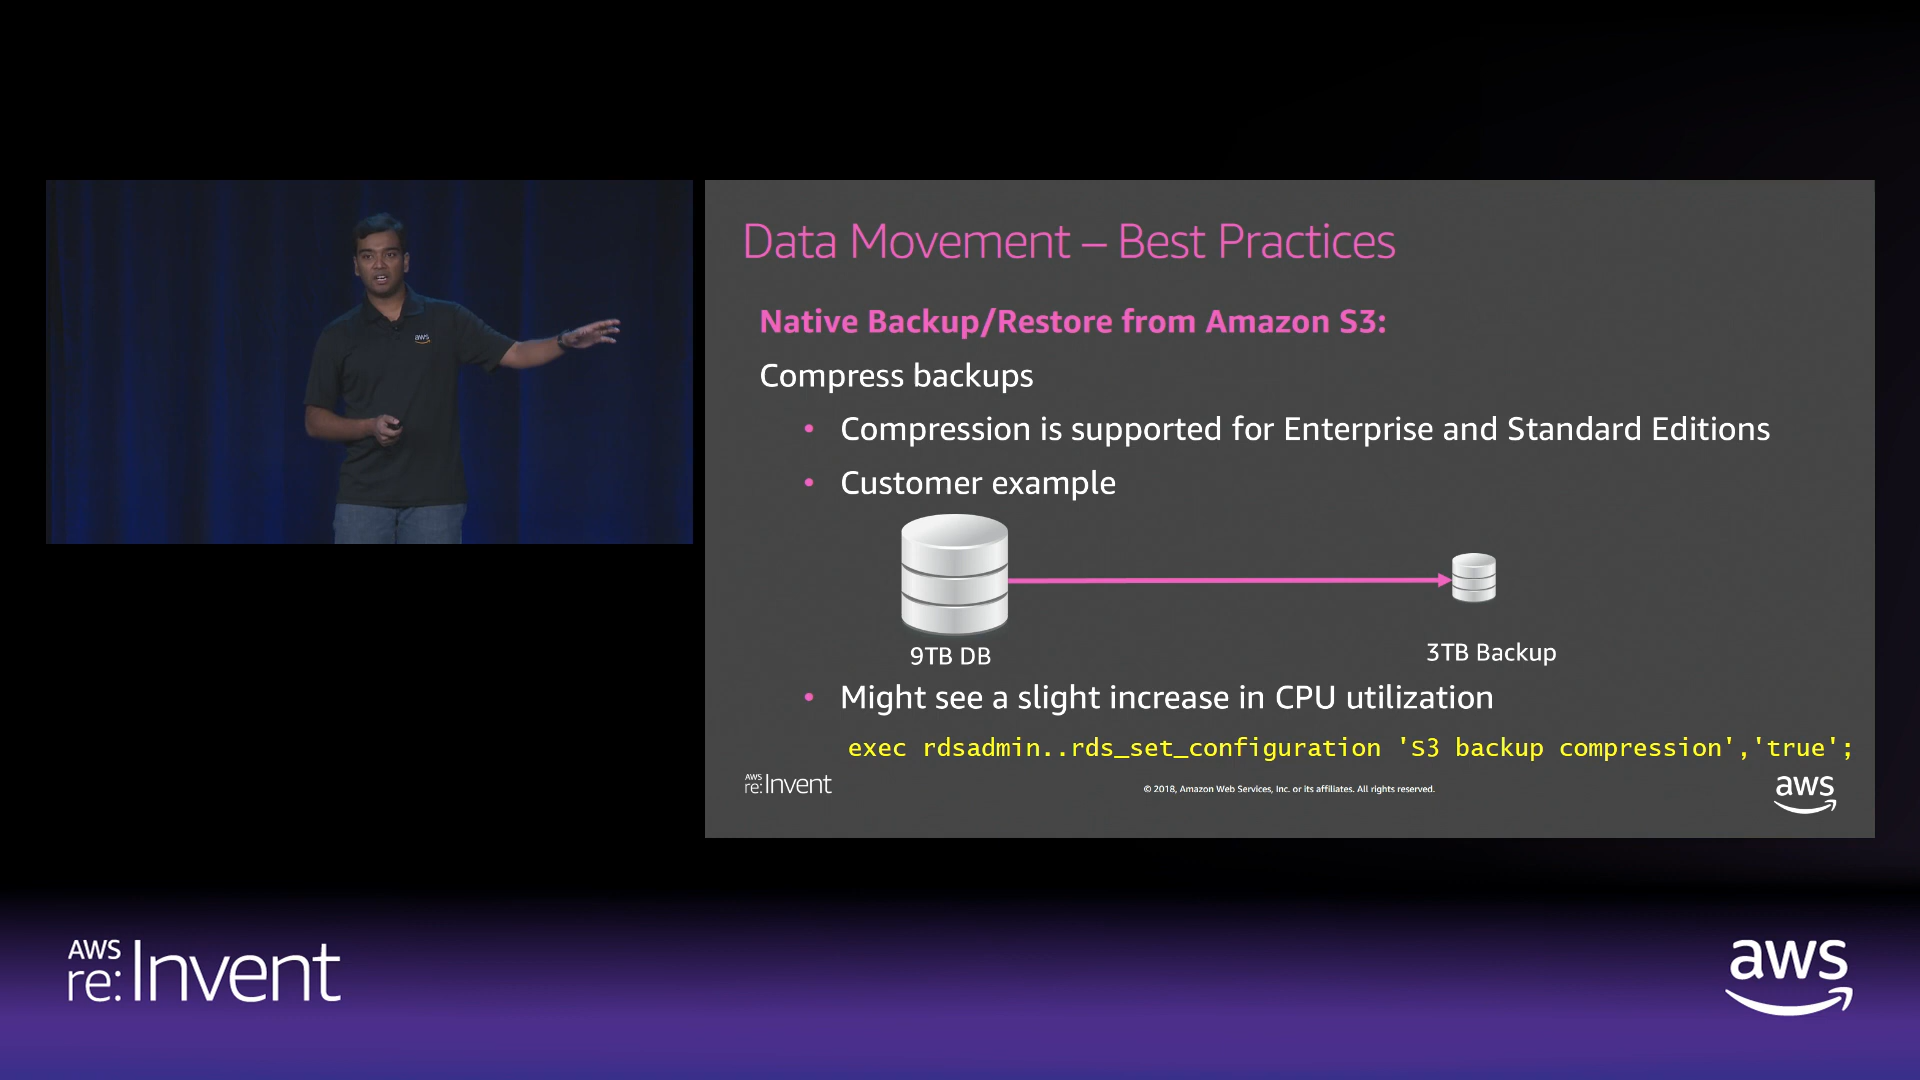 aws
Data Movement – Best Practices
Native Backup/Restore from Amazon S3:
Compress backups
• Compression is supported for Enterprise and Standard Editions
• Customer example
9TB DB
3TB Backup
• Might see a slight increase in CPU utilization
exec rdsadmin..rds_set_configuration 'S3 backup compression','true';
AWS
re:Invent
© 2018, Amazon Web Services, Inc. or its affiliates. All rights reserved.
aws
AWS
re:Invent
aws